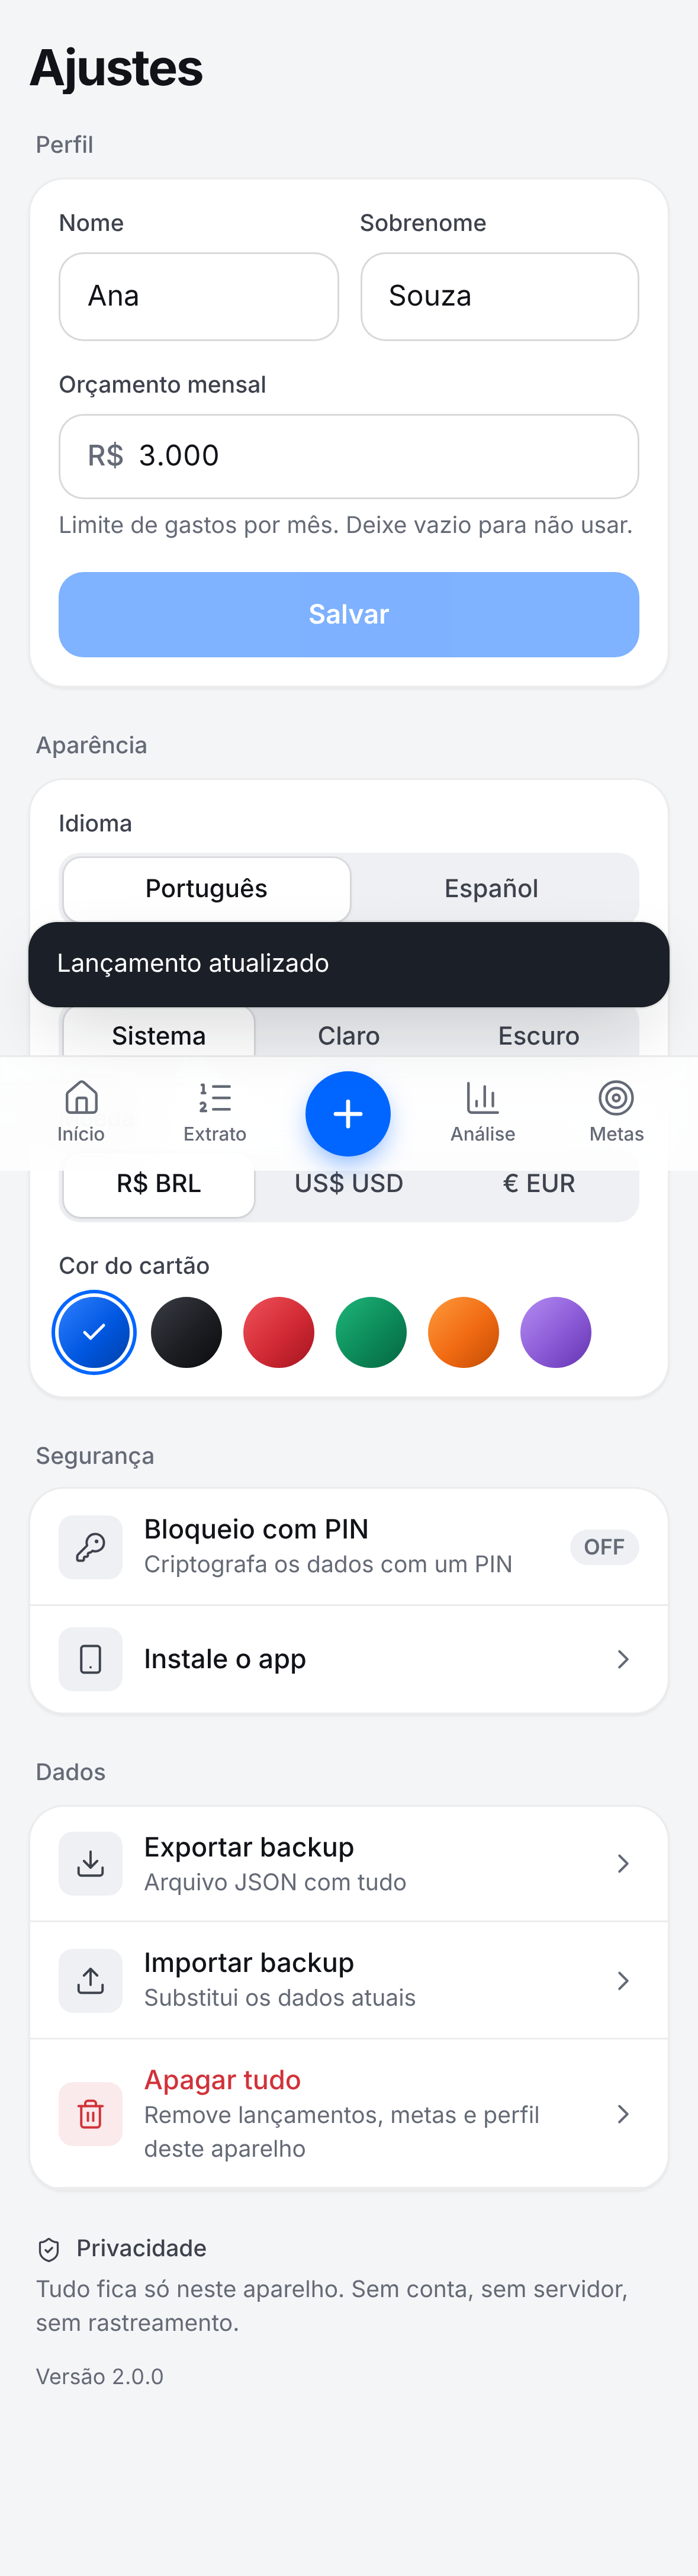 Ajustes
Perfil
Nome
Sobrenome
Ana
Souza
Orçamento mensal
R$ 3.000
Limite de gastos por mês. Deixe vazio para não usar.
Salvar
Aparência
Idioma
Português
Español
Lançamento atualizado
Sistema
Claro
Escuro
Início
Extrato
Análise
Metas
R$ BRL
US$ USD
€ EUR
Cor do cartão
Segurança
Bloqueio com PIN
Criptografa os dados com um PIN
OFF
Instale o app
Dados
Exportar backup
Arquivo JSON com tudo
Importar backup
Substitui os dados atuais
Apagar tudo
Remove lançamentos, metas e perfil
deste aparelho
Privacidade
Tudo fica só neste aparelho. Sem conta, sem servidor,
sem rastreamento.
Versão 2.0.0